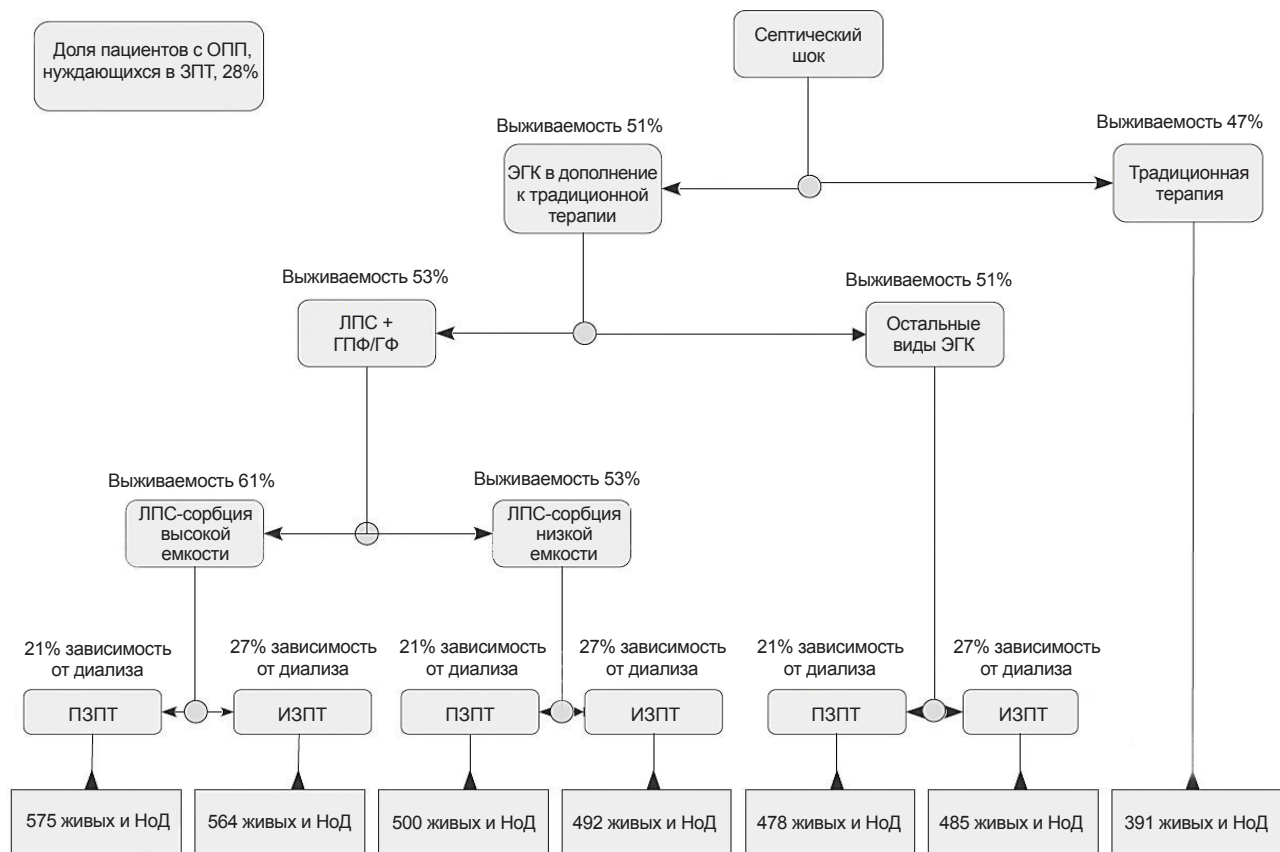 Доля пациентов с ОПП,
нуждающихся в ЗПТ, 28%
Септический
шок
Выживаемость 51%
Выживаемость 47%
ЭГК в дополнение
к традиционной
терапии
Традиционная
терапия
Выживаемость 53%
Выживаемость 51%
ЛПС +
ГПФ/ГФ
Остальные
виды ЭГК
Выживаемость 61%
Выживаемость 53%
ЛПС-сорбция
высокой
емкости
ЛПС-сорбция
низкой
емкости
21% зависимость
от диализа
27% зависимость
от диализа
21% зависимость
от диализа
27% зависимость
от диализа
21% зависимость
от диализа
27% зависимость
от диализа
ПЗПТ
ИЗПТ
ПЗПТ
ИЗПТ
ПЗПТ
ИЗПТ
575 живых и НоД
564 живых и НоД
500 живых и НоД
492 живых и НоД
478 живых и НоД
485 живых и НоД
391 живых и НоД